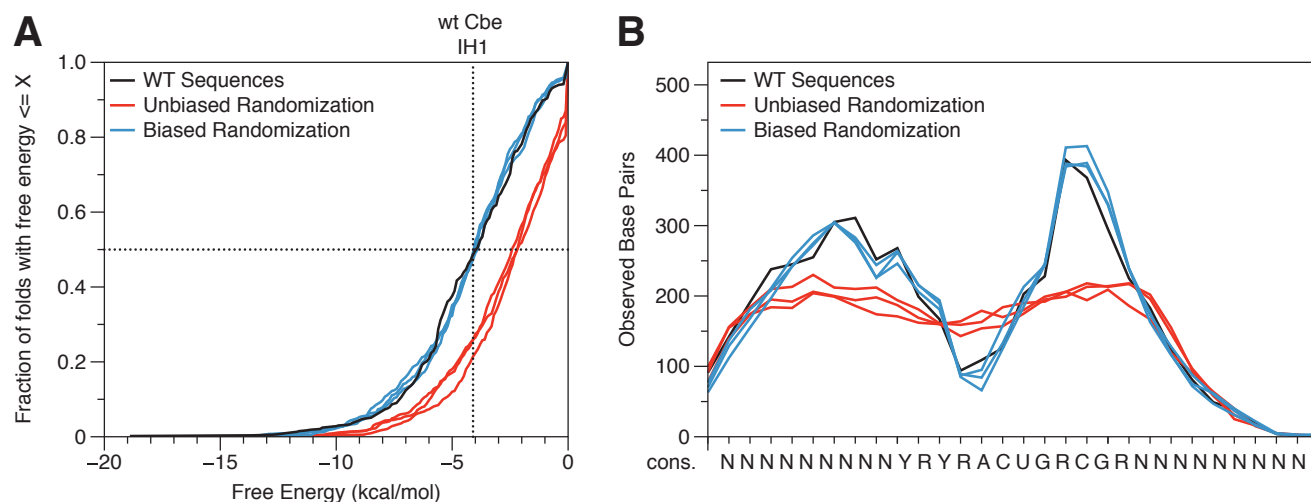 A
wt Cbe
IH1
WT Sequences
Unbiased Randomization
Biased Randomization
Fraction of folds with free energy <= X
1.0
0.8
0.6
0.4
0.2
0
−20
−15
−10
−5
0
Free Energy (kcal/mol)
B
WT Sequences
Unbiased Randomization
Biased Randomization
Observed Base Pairs
500
400
300
200
100
0
cons. N N N N N N N N Y R Y R A C U G R C G R N N N N N N N N